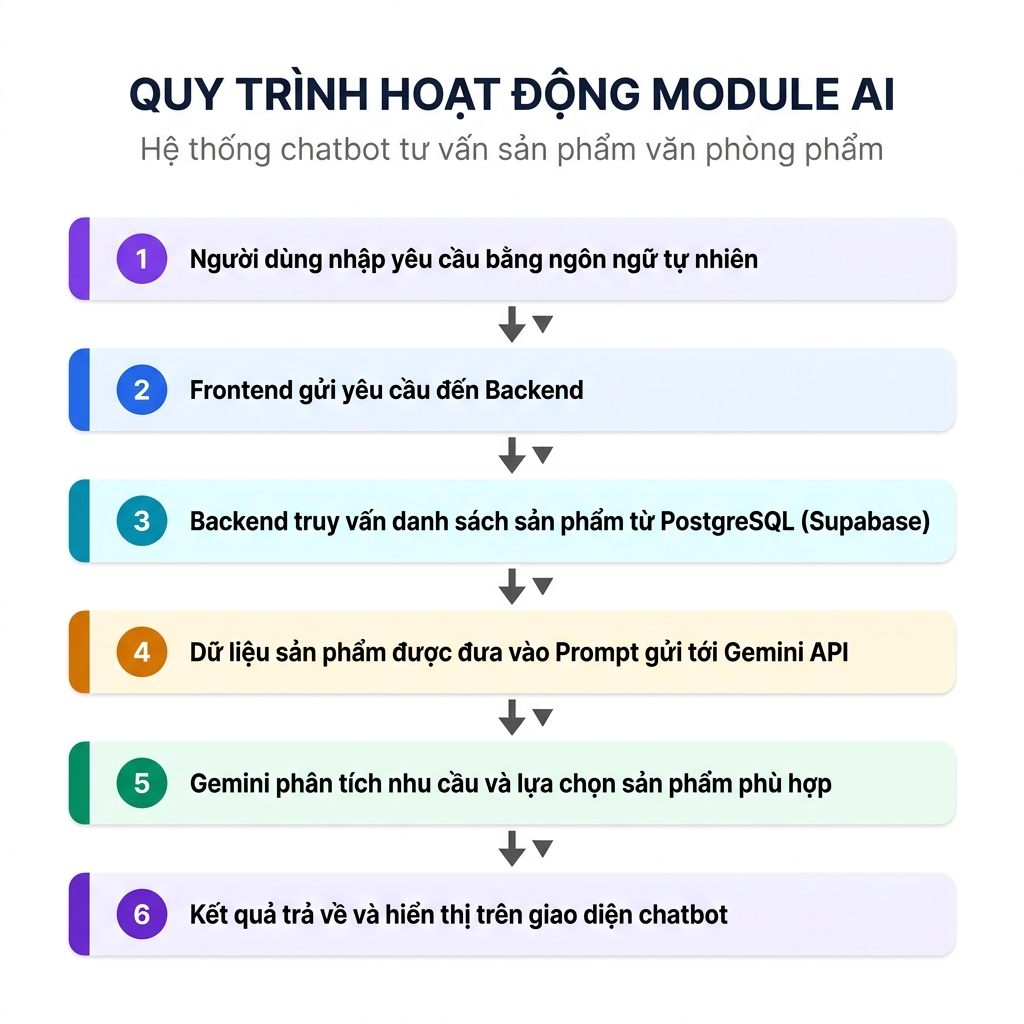 QUY TRÌNH HOẠT ĐỘNG MODULE AI
Hệ thống chatbot tư vấn sản phẩm văn phòng phẩm
1 Người dùng nhập yêu cầu bằng ngôn ngữ tự nhiên
2 Frontend gửi yêu cầu đến Backend
3 Backend truy vấn danh sách sản phẩm từ PostgreSQL (Supabase)
4 Dữ liệu sản phẩm được đưa vào Prompt gửi tới Gemini API
5 Gemini phân tích nhu cầu và lựa chọn sản phẩm phù hợp
6 Kết quả trả về và hiển thị trên giao diện chatbot